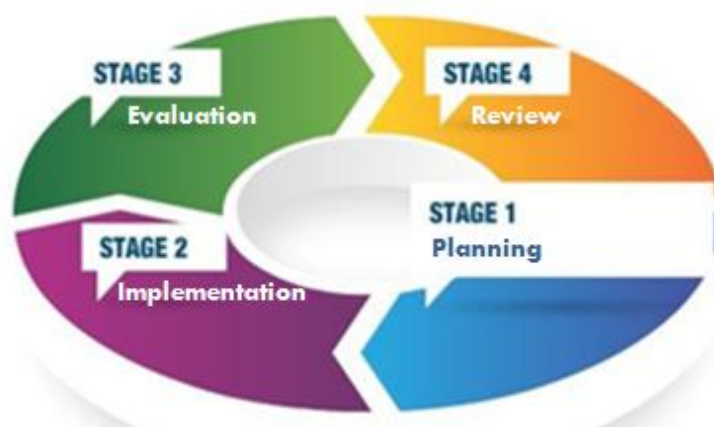 STAGE 3
Evaluation
STAGE 4
Review
STAGE 1
Planning
STAGE 2
Implementation